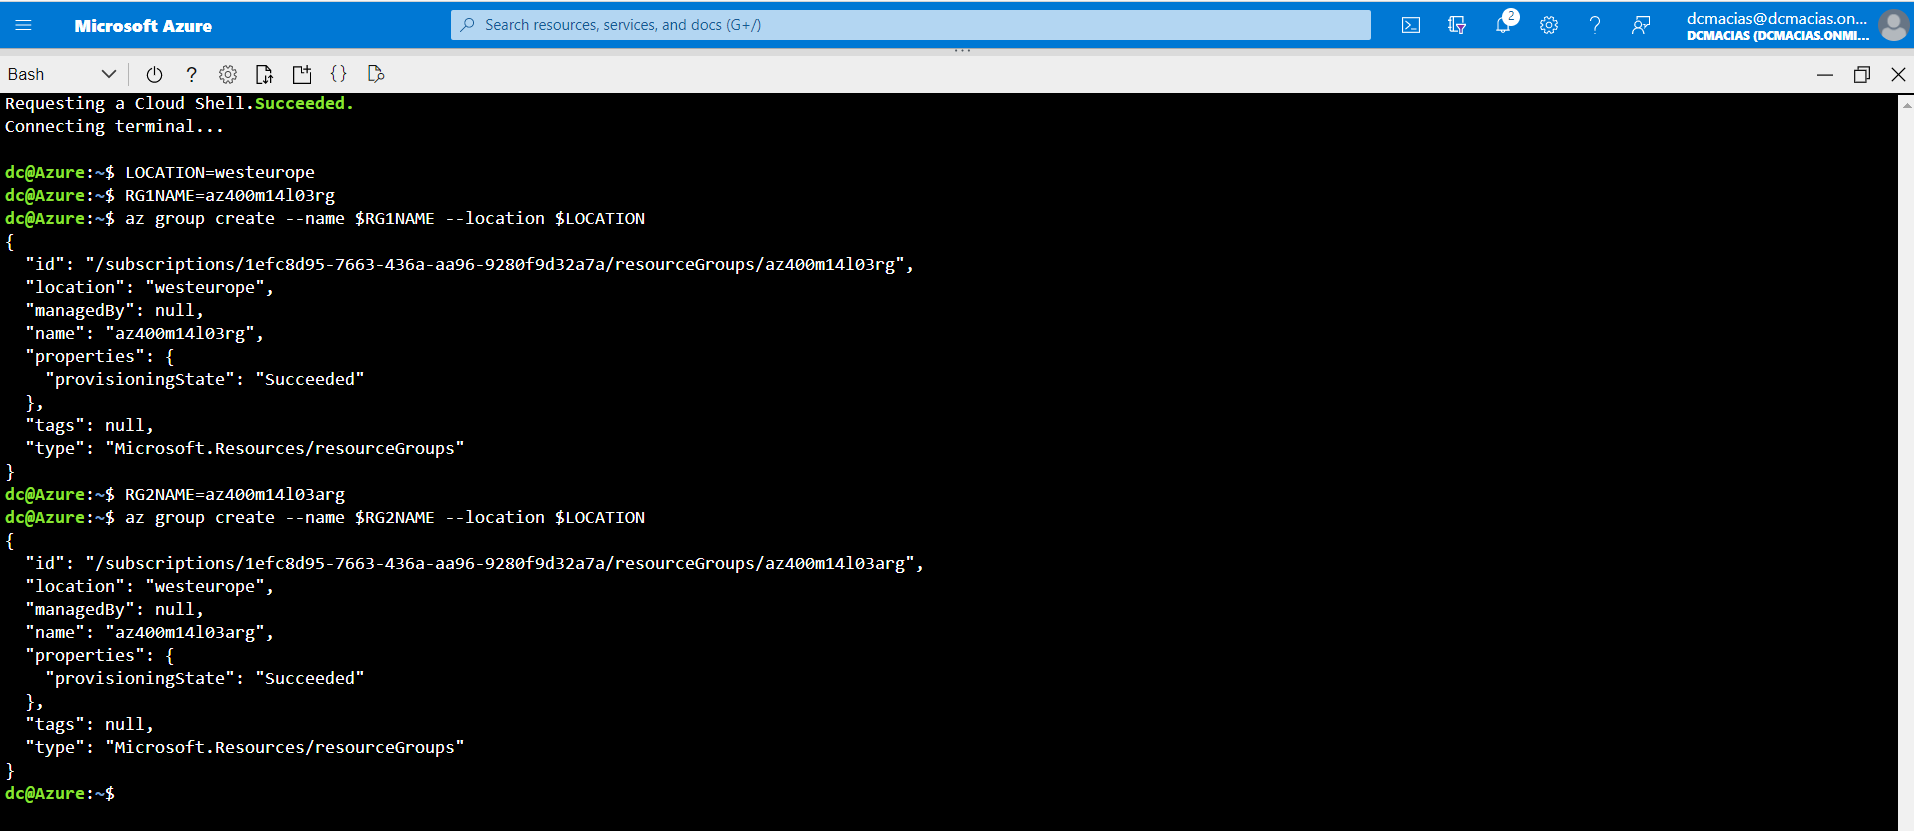 Microsoft Azure
Search resources, services, and docs (G+/)
2
dcmacias@dcmacias.on...
DCMACIAS (DCMACIAS.ONMI...
Bash
Requesting a Cloud Shell.Succeeded.
Connecting terminal...
dc@Azure:~$ LOCATION=westeurope
dc@Azure:~$ RG1NAME=az400m14l03rg
dc@Azure:~$ az group create --name $RG1NAME --location $LOCATION
{
  "id": "/subscriptions/1efc8d95-7663-436a-aa96-9280f9d32a7a/resourceGroups/az400m14l03rg",
  "location": "westeurope",
  "managedBy": null,
  "name": "az400m14l03rg",
  "properties": {
    "provisioningState": "Succeeded"
  },
  "tags": null,
  "type": "Microsoft.Resources/resourceGroups"
}
dc@Azure:~$ RG2NAME=az400m14l03arg
dc@Azure:~$ az group create --name $RG2NAME --location $LOCATION
{
  "id": "/subscriptions/1efc8d95-7663-436a-aa96-9280f9d32a7a/resourceGroups/az400m14l03arg",
  "location": "westeurope",
  "managedBy": null,
  "name": "az400m14l03arg",
  "properties": {
    "provisioningState": "Succeeded"
  },
  "tags": null,
  "type": "Microsoft.Resources/resourceGroups"
}
dc@Azure:~$